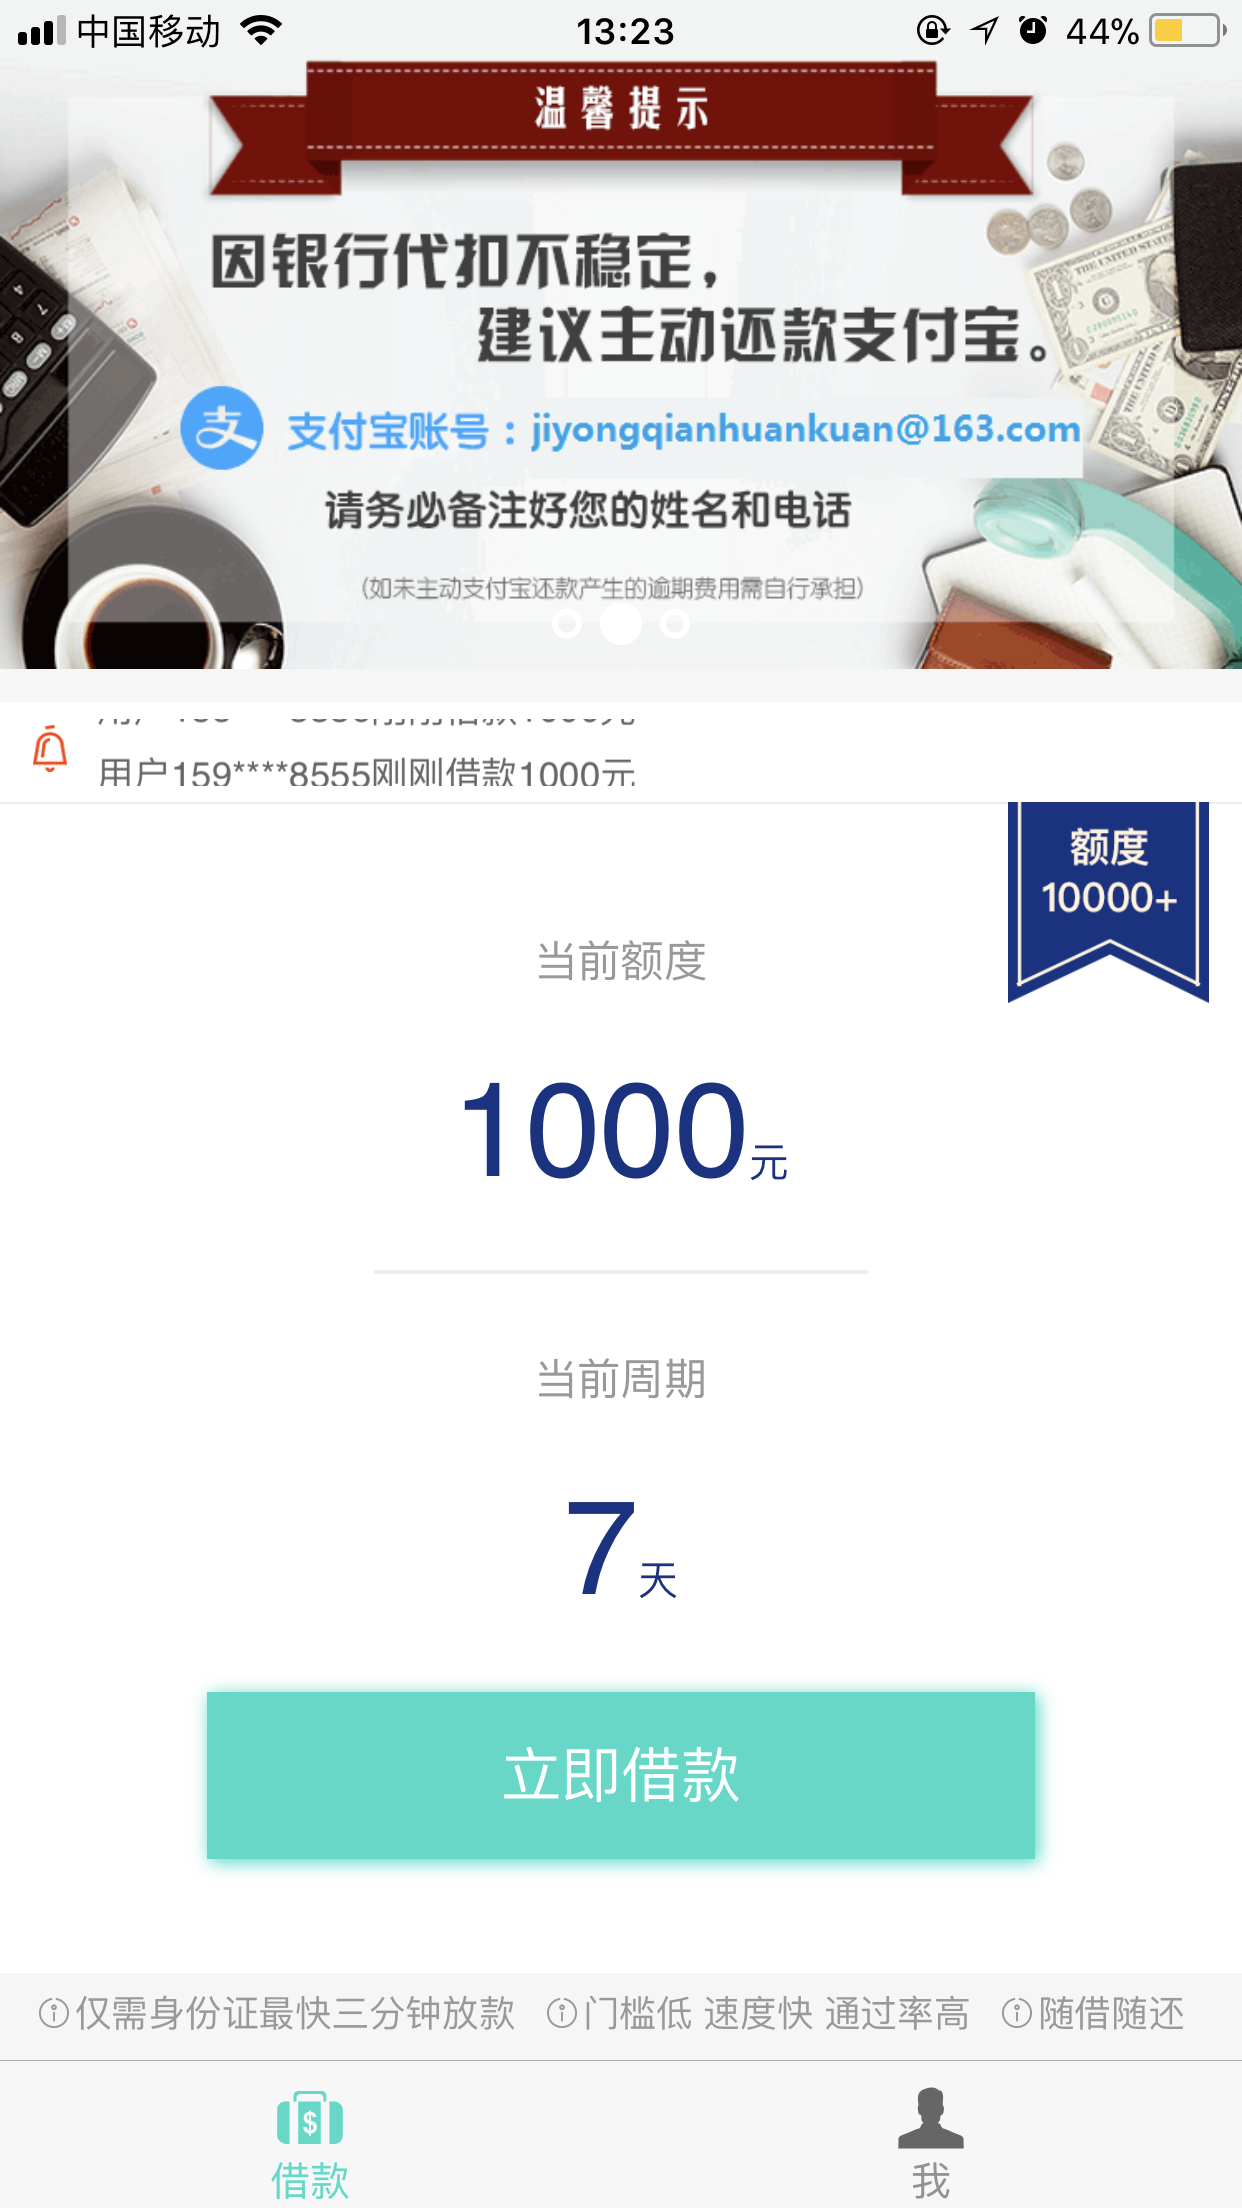 中国移动
13:23
44%
温馨提示
因银行代扣不稳定，
建议主动还款支付宝。
支付宝账号：jiyongqianhuankuan@163.com
请务必备注好您的姓名和电话
（如未主动支付宝还款产生的逾期费用需自行承担）
用户159****8555刚刚借款1000元
额度
10000+
当前额度
1000元
当前周期
7天
立即借款
仅需身份证最快三分钟放款 门槛低 速度快 通过率高 随借随还
借款
我